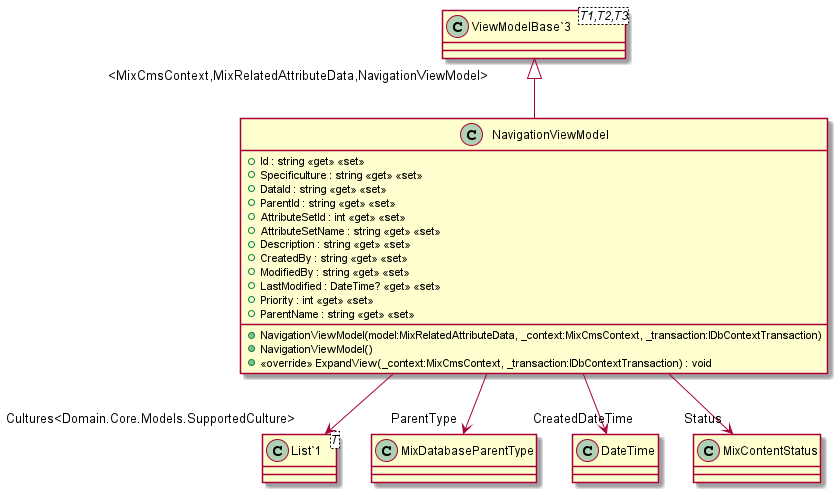 T1,T2,T3
C ViewModelBase`3
<MixCmsContext,MixRelatedAttributeData,NavigationViewModel>
C NavigationViewModel
Id : string «get» «set»
Specificulture : string «get» «set»
DataId : string «get» «set»
ParentId : string «get» «set»
AttributeSetId : int «get» «set»
AttributeSetName : string «get» «set»
Description : string «get» «set»
CreatedBy : string «get» «set»
ModifiedBy : string «get» «set»
LastModified : DateTime? «get» «set»
Priority : int «get» «set»
ParentName : string «get» «set»
NavigationViewModel(model:MixRelatedAttributeData, _context:MixCmsContext, _transaction:IDbContextTransaction)
NavigationViewModel()
«override» ExpandView(_context:MixCmsContext, _transaction:IDbContextTransaction) : void
Cultures<Domain.Core.Models.SupportedCulture> ParentType CreatedDateTime Status
T
C List`1 C MixDatabaseParentType C DateTime C MixContentStatus